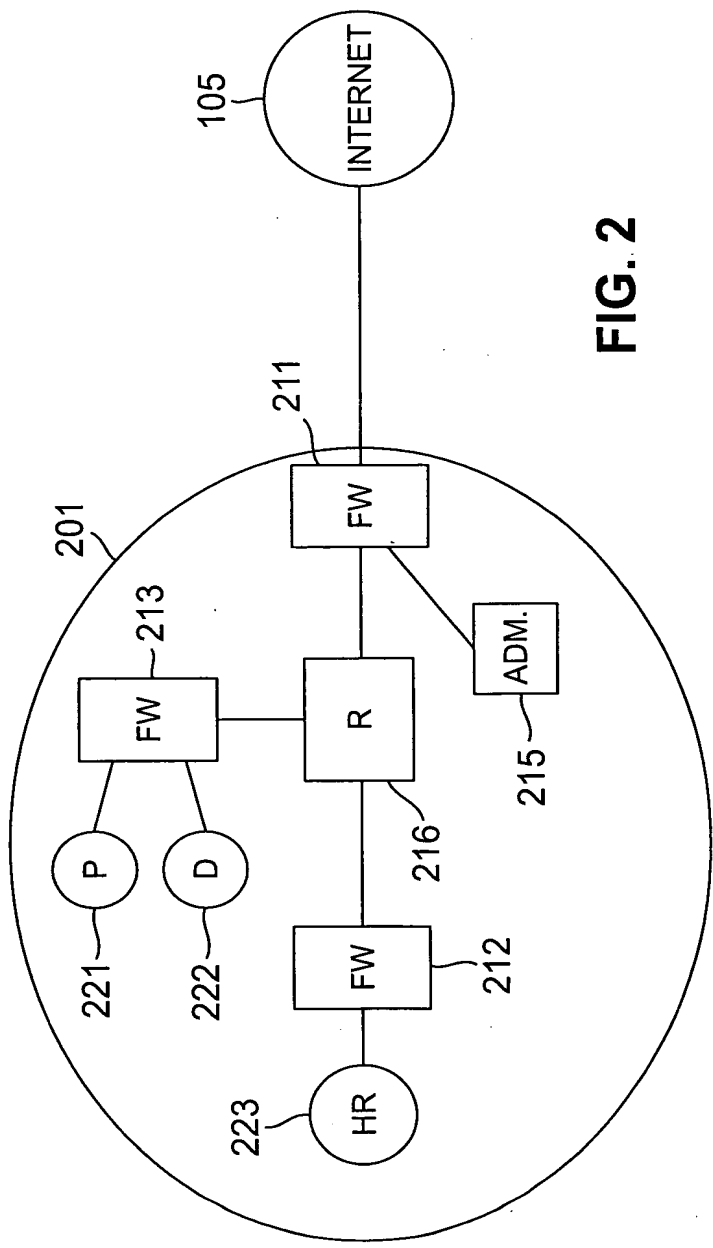 201
213
FW
P
221
D
222
211
FW
R
216
FW
212
HR
223
ADM.
215
105
INTERNET
FIG. 2